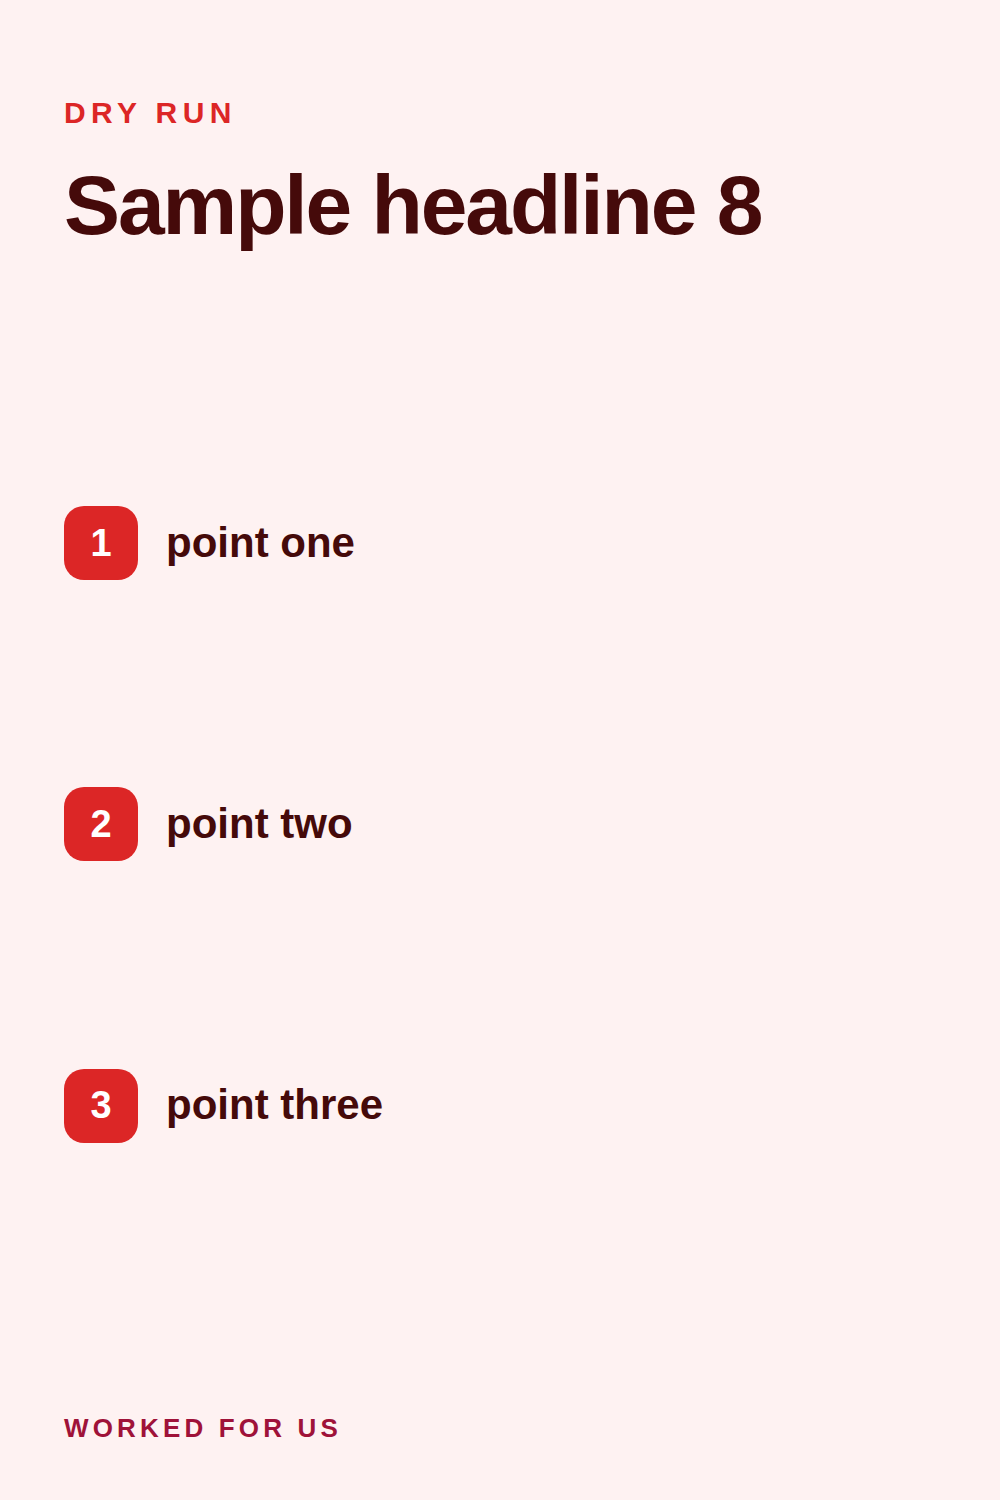 DRY RUN
Sample headline 8
1 point one
2 point two
3 point three
WORKED FOR US